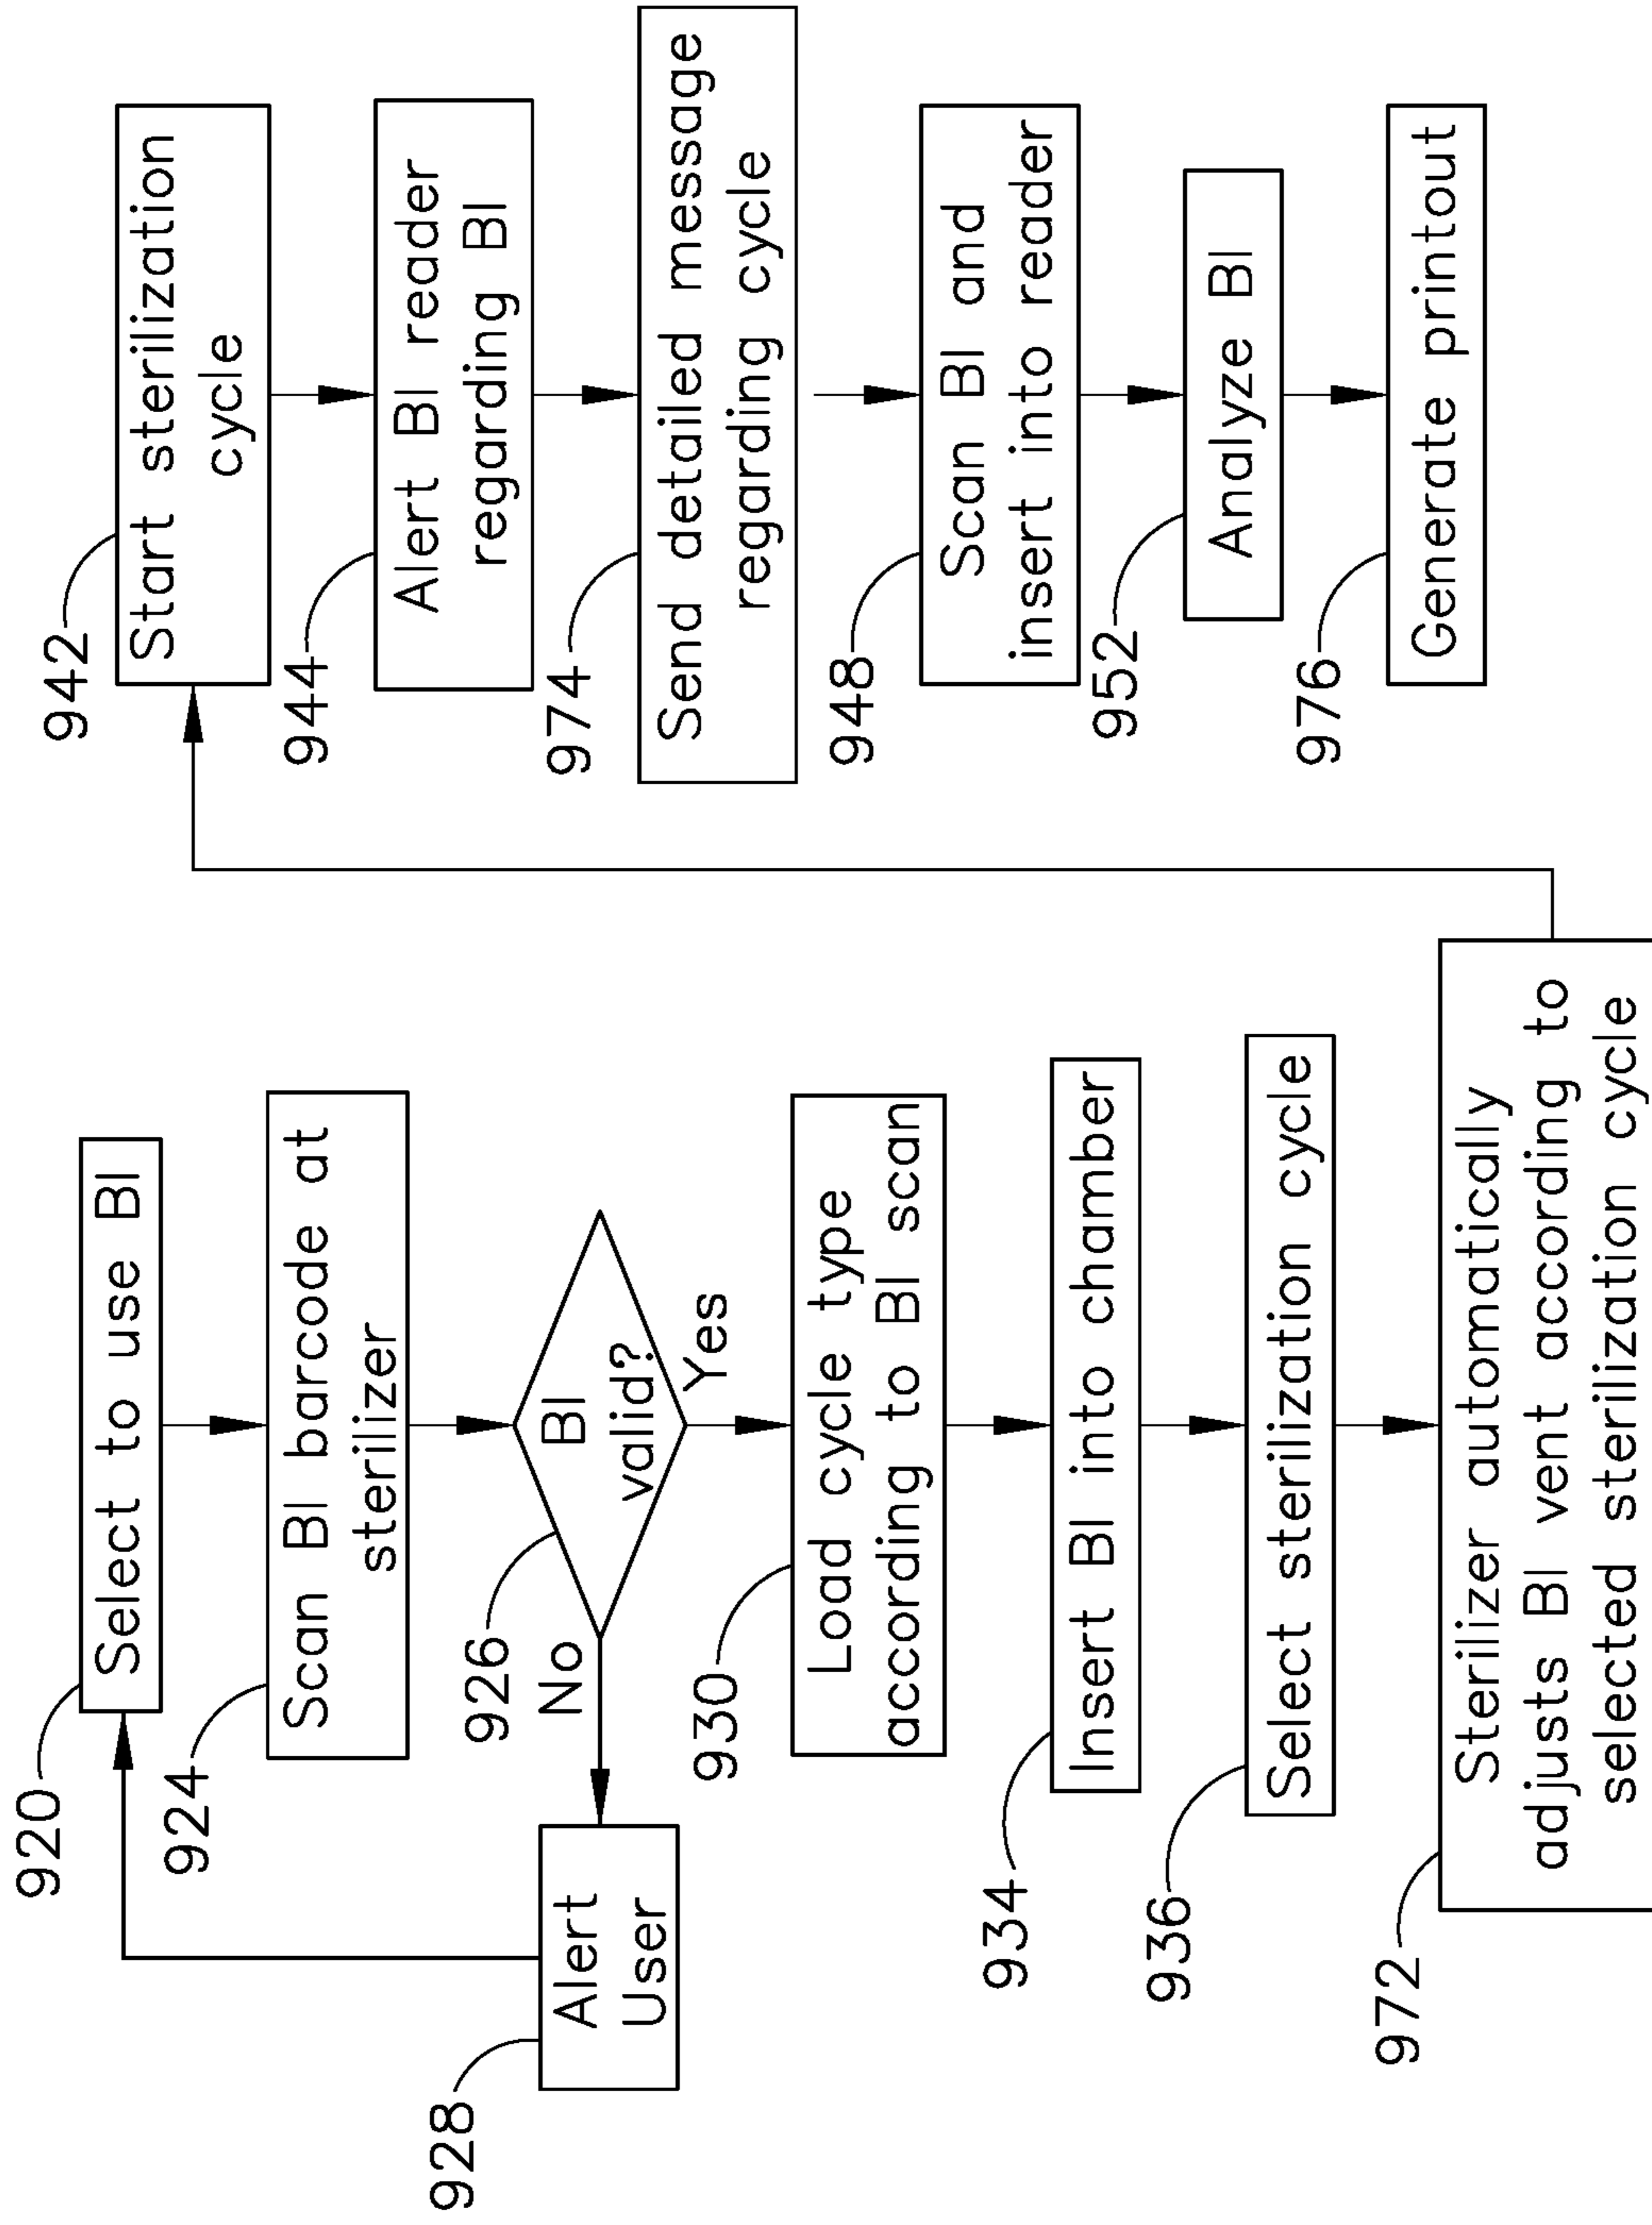 920
Select to use BI
924
Scan BI barcode at
sterilizer
926
BI
valid?
No
Yes
928
Alert
User
930
Load cycle type
according to BI scan
934
Insert BI into chamber
936
Select sterilization cycle
972
Sterilizer automatically
adjusts BI vent according to
selected sterilization cycle
942
Start sterilization
cycle
944
Alert BI reader
regarding BI
974
Send detailed message
regarding cycle
948
Scan BI and
insert into reader
952
Analyze BI
976
Generate printout